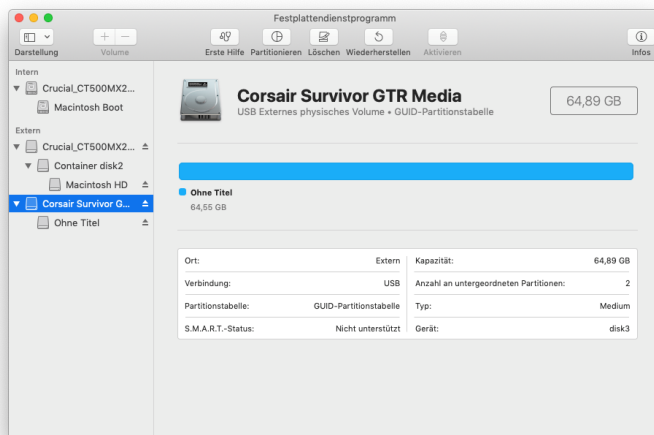 Festplattendienstprogramm
Darstellung Volume Erste Hilfe Partitionieren Löschen Wiederherstellen Aktivieren Infos
Intern
Crucial_CT500MX2...
Macintosh Boot
Extern
Crucial_CT500MX2...
Container disk2
Macintosh HD
Corsair Survivor G...
Ohne Titel
Corsair Survivor GTR Media
USB Externes physisches Volume • GUID-Partitionstabelle
64,89 GB
Ohne Titel
64,55 GB
Ort: Extern Kapazität: 64,89 GB
Verbindung: USB Anzahl an untergeordneten Partitionen: 2
Partitionstabelle: GUID-Partitionstabelle Typ: Medium
S.M.A.R.T.-Status: Nicht unterstützt Gerät: disk3